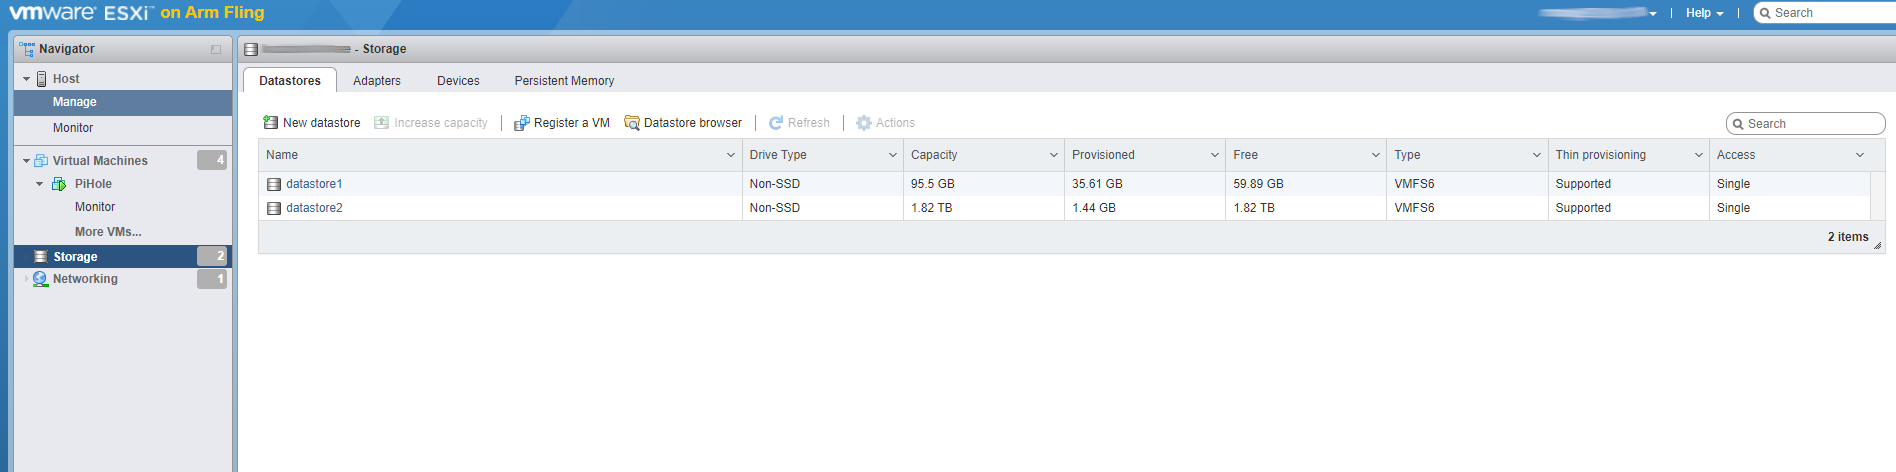 vmware ESXi™ on Arm Fling
Help
Search
Navigator
Host
Manage
Monitor
Virtual Machines 4
PiHole
Monitor
More VMs...
Storage 2
Networking 1
- Storage
Datastores Adapters Devices Persistent Memory
New datastore Increase capacity Register a VM Datastore browser Refresh Actions
Search
Name Drive Type Capacity Provisioned Free Type Thin provisioning Access
datastore1 Non-SSD 95.5 GB 35.61 GB 59.89 GB VMFS6 Supported Single
datastore2 Non-SSD 1.82 TB 1.44 GB 1.82 TB VMFS6 Supported Single
2 items